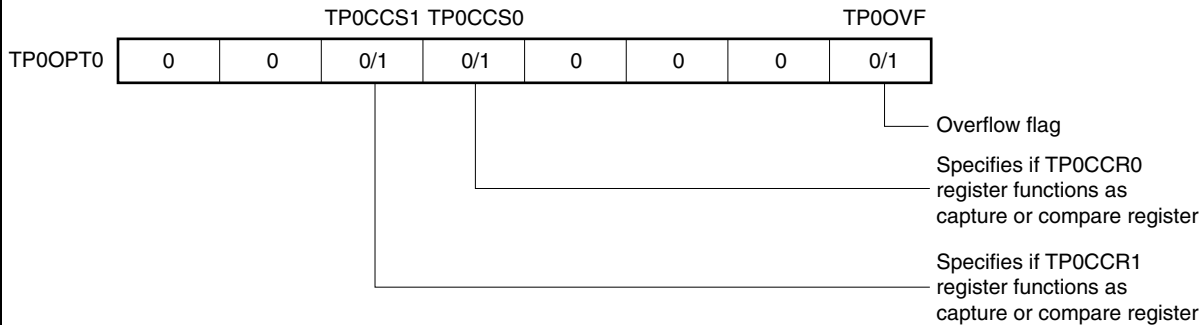 TP0CCS1 TP0CCS0 TP0OVF
TP0OPT0 0 0 0/1 0/1 0 0 0 0/1
Overflow flag
Specifies if TP0CCR0
register functions as
capture or compare register
Specifies if TP0CCR1
register functions as
capture or compare register